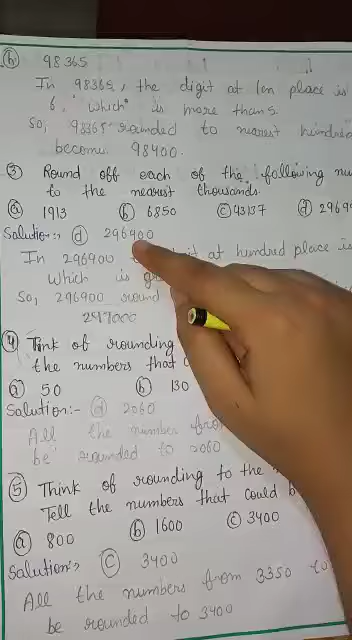 (b) 98365
In 98365, the digit at ten place is
6, which is more than 5.
So, 98365 rounded to nearest hundred
become 98400.
(3) Round off each of the following nu
to the nearest thousands.
(a) 1913 (b) 6850 (c) 43137 (d) 2969
Solution:- (d) 296900
In 296900 digit at hundred place is
which is
So, 296900 round
297000
(4) Tink of rounding
the numbers that
(a) 50 (b) 130
Solution:- (d) 2060
All the number from
be rounded to 2060
(5) Think of rounding to the
Tell the numbers that could b
(a) 800 (b) 1600 (c) 3400
Solution:- (c) 3400
All the numbers from 3350 to
be rounded to 3400